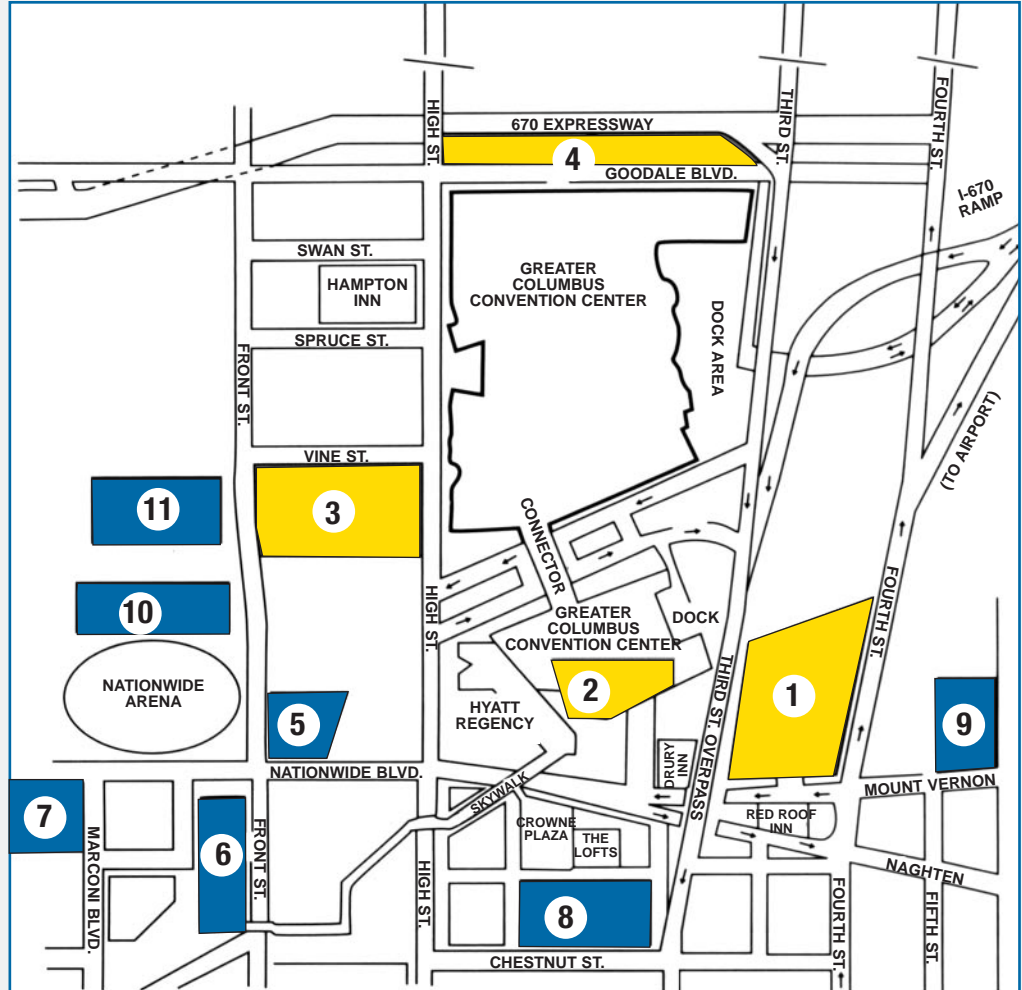 HIGH ST.
THIRD ST.
FOURTH ST.
670 EXPRESSWAY
4
GOODALE BLVD.
I-670
RAMP
SWAN ST.
HAMPTON
INN
GREATER
COLUMBUS
CONVENTION CENTER
DOCK AREA
SPRUCE ST.
FRONT ST.
VINE ST.
(TO AIRPORT)
11
3
CONNECTOR
10
HIGH ST.
GREATER
COLUMBUS
CONVENTION CENTER
DOCK
FOURTH ST.
NATIONWIDE
ARENA
2
1
THIRD ST. OVERPASS
5
HYATT
REGENCY
9
DRURY
INN
NATIONWIDE BLVD.
SKYWALK
MOUNT VERNON
7
CROWNE
PLAZA
THE
LOFTS
RED ROOF
INN
MARCONI BLVD.
6
FRONT ST.
HIGH ST.
NAGHTEN
8
FOURTH ST.
FIFTH ST.
CHESTNUT ST.